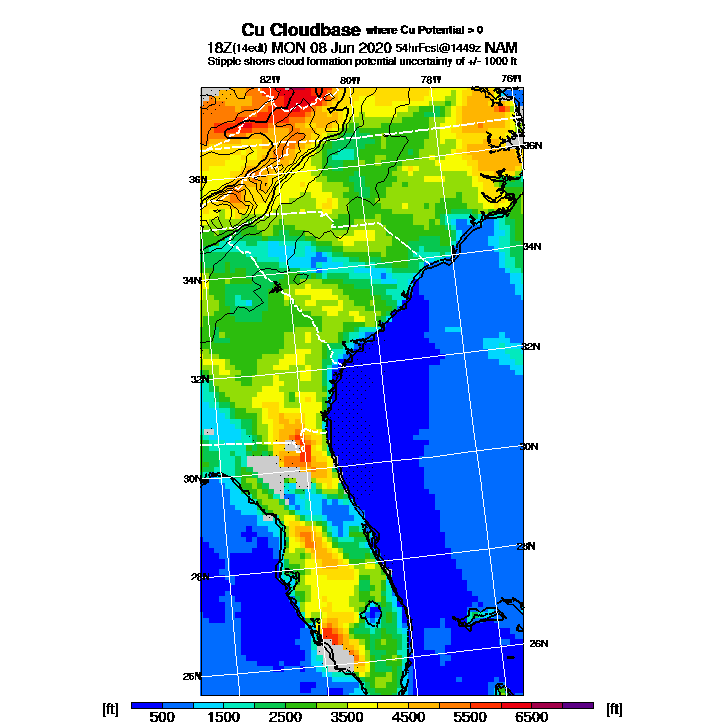 Cu Cloudbase where Cu Potential > 0
18Z(14edt) MON 08 Jun 2020 54hrFcst@1449z NAM
Stipple shows cloud formation potential uncertainty of +/- 1000 ft
82W 80W 78W 76W
36N
36N
34N
34N
32N
32N
30N
30N
28N
28N
26N
26N
[ft] [ft]
500 1500 2500 3500 4500 5500 6500